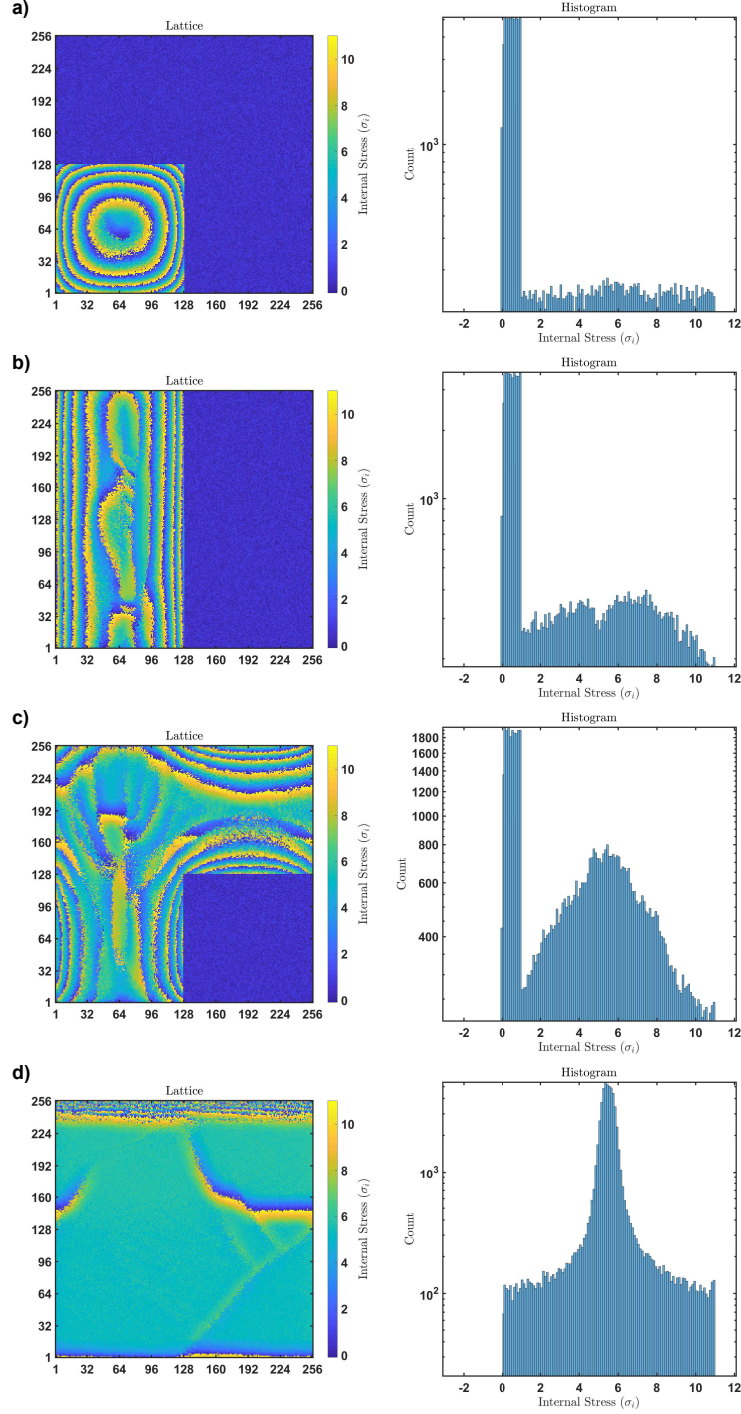 a)
Lattice
256
224
192
160
128
96
64
32
1
1 32 64 96 128 160 192 224 256
10
8
6
4
2
0
Internal Stress (σᵢ)
Histogram
10³
Count
-2 0 2 4 6 8 10 12
Internal Stress (σᵢ)
b)
Lattice
256
224
192
160
128
96
64
32
1
1 32 64 96 128 160 192 224 256
10
8
6
4
2
0
Internal Stress (σᵢ)
Histogram
10³
Count
-2 0 2 4 6 8 10 12
Internal Stress (σᵢ)
c)
Lattice
256
224
192
160
128
96
64
32
1
1 32 64 96 128 160 192 224 256
10
8
6
4
2
0
Internal Stress (σᵢ)
Histogram
1800
1600
1400
1200
1000
800
600
400
Count
-2 0 2 4 6 8 10 12
Internal Stress (σᵢ)
d)
Lattice
256
224
192
160
128
96
64
32
1
1 32 64 96 128 160 192 224 256
10
8
6
4
2
0
Internal Stress (σᵢ)
Histogram
10³
10²
Count
-2 0 2 4 6 8 10 12
Internal Stress (σᵢ)